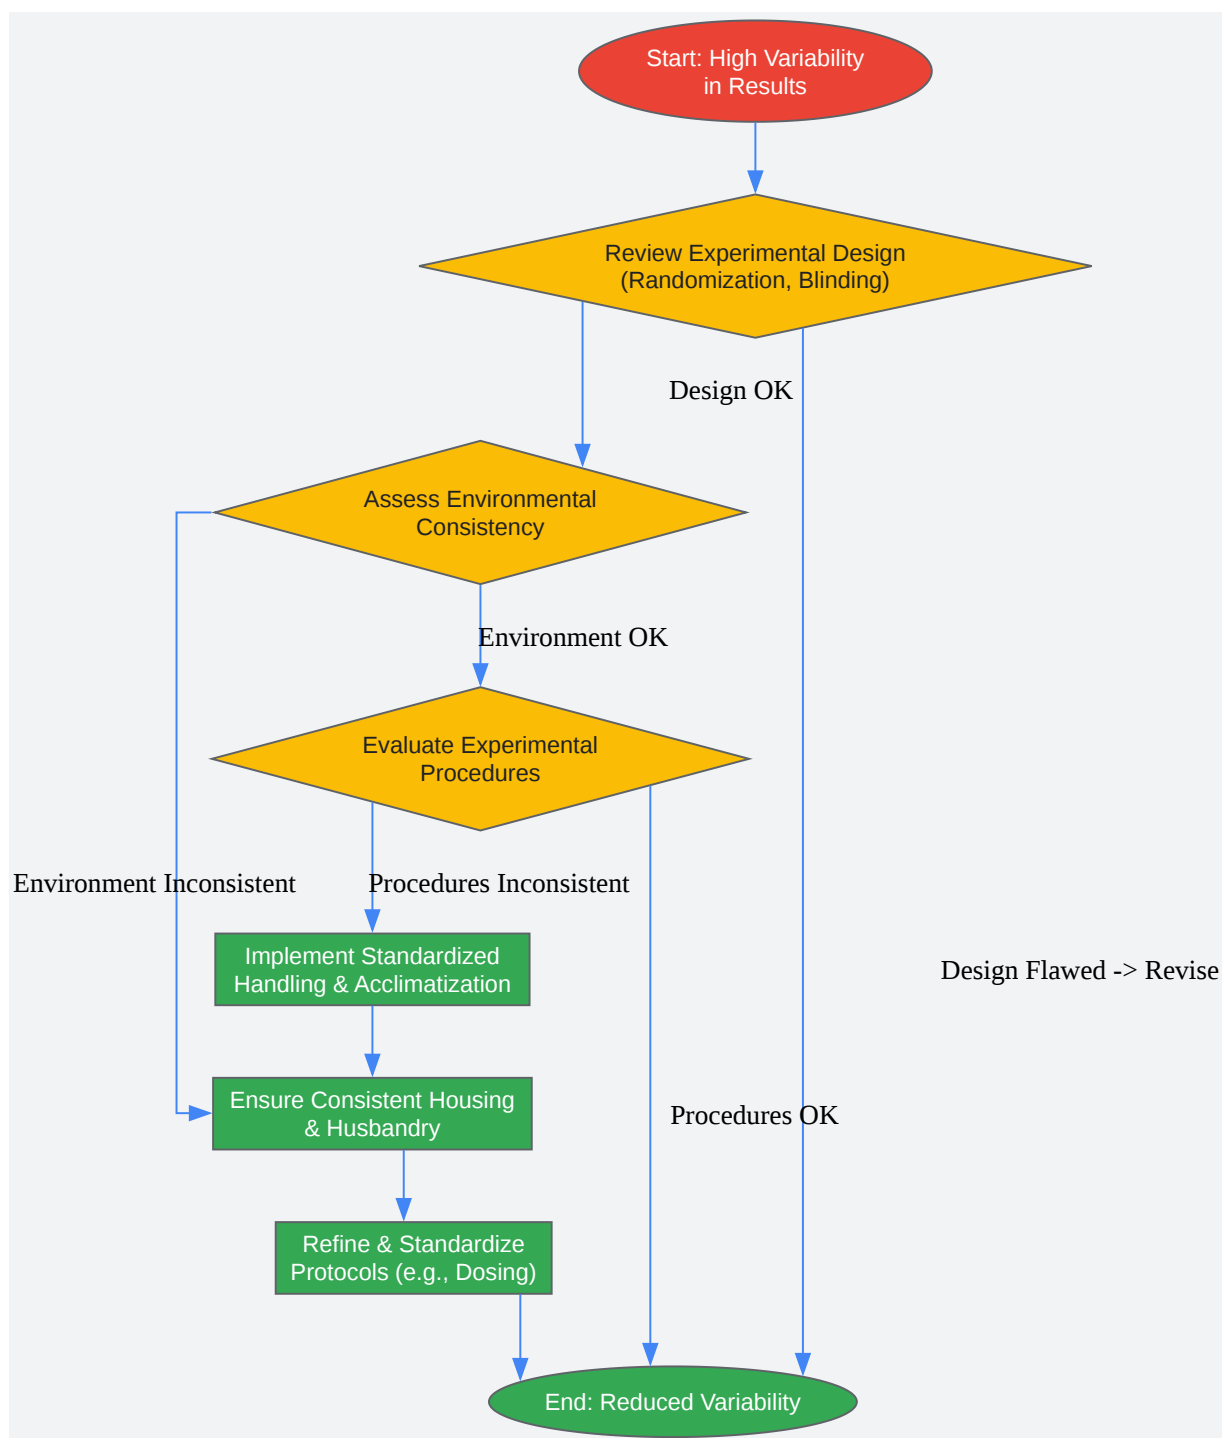 Start: High Variability
in Results
Review Experimental Design
(Randomization, Blinding)
Design OK
Assess Environmental
Consistency
Environment OK
Evaluate Experimental
Procedures
Environment Inconsistent
Procedures Inconsistent
Implement Standardized
Handling & Acclimatization
Design Flawed -> Revise
Ensure Consistent Housing
& Husbandry
Procedures OK
Refine & Standardize
Protocols (e.g., Dosing)
End: Reduced Variability